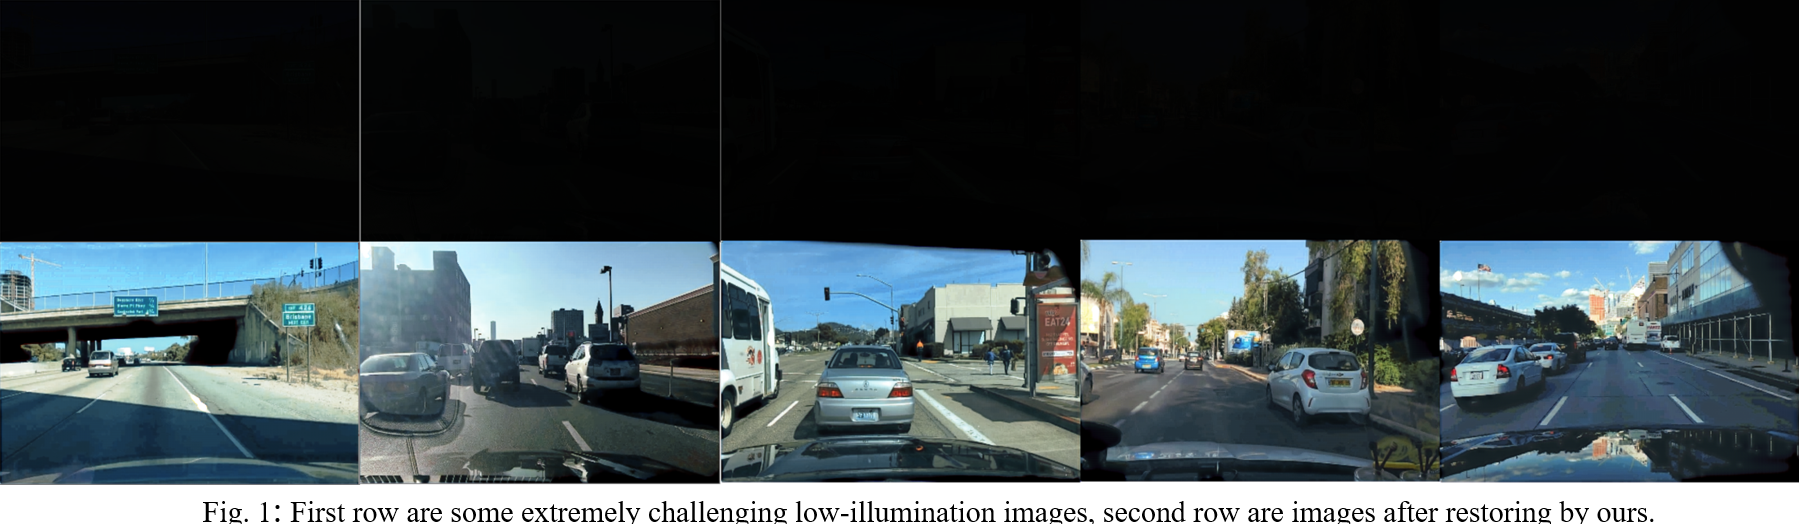 Brisbane
EAT24
Fig. 1: First row are some extremely challenging low-illumination images, second row are images after restoring by ours.